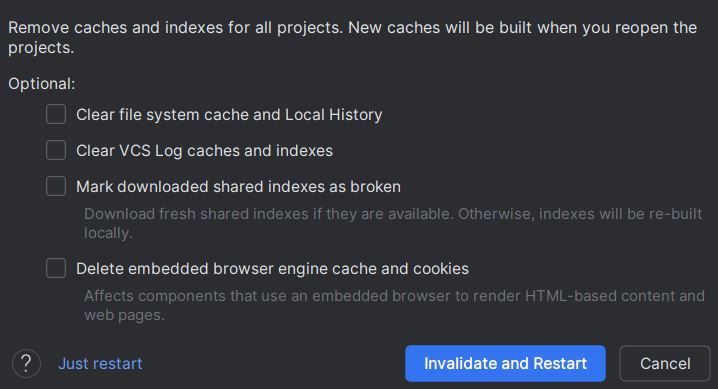 Remove caches and indexes for all projects. New caches will be built when you reopen the
projects.
Optional:
Clear file system cache and Local History
Clear VCS Log caches and indexes
Mark downloaded shared indexes as broken
Download fresh shared indexes if they are available. Otherwise, indexes will be re-built
locally.
Delete embedded browser engine cache and cookies
Affects components that use an embedded browser to render HTML-based content and
web pages.
? Just restart Invalidate and Restart Cancel